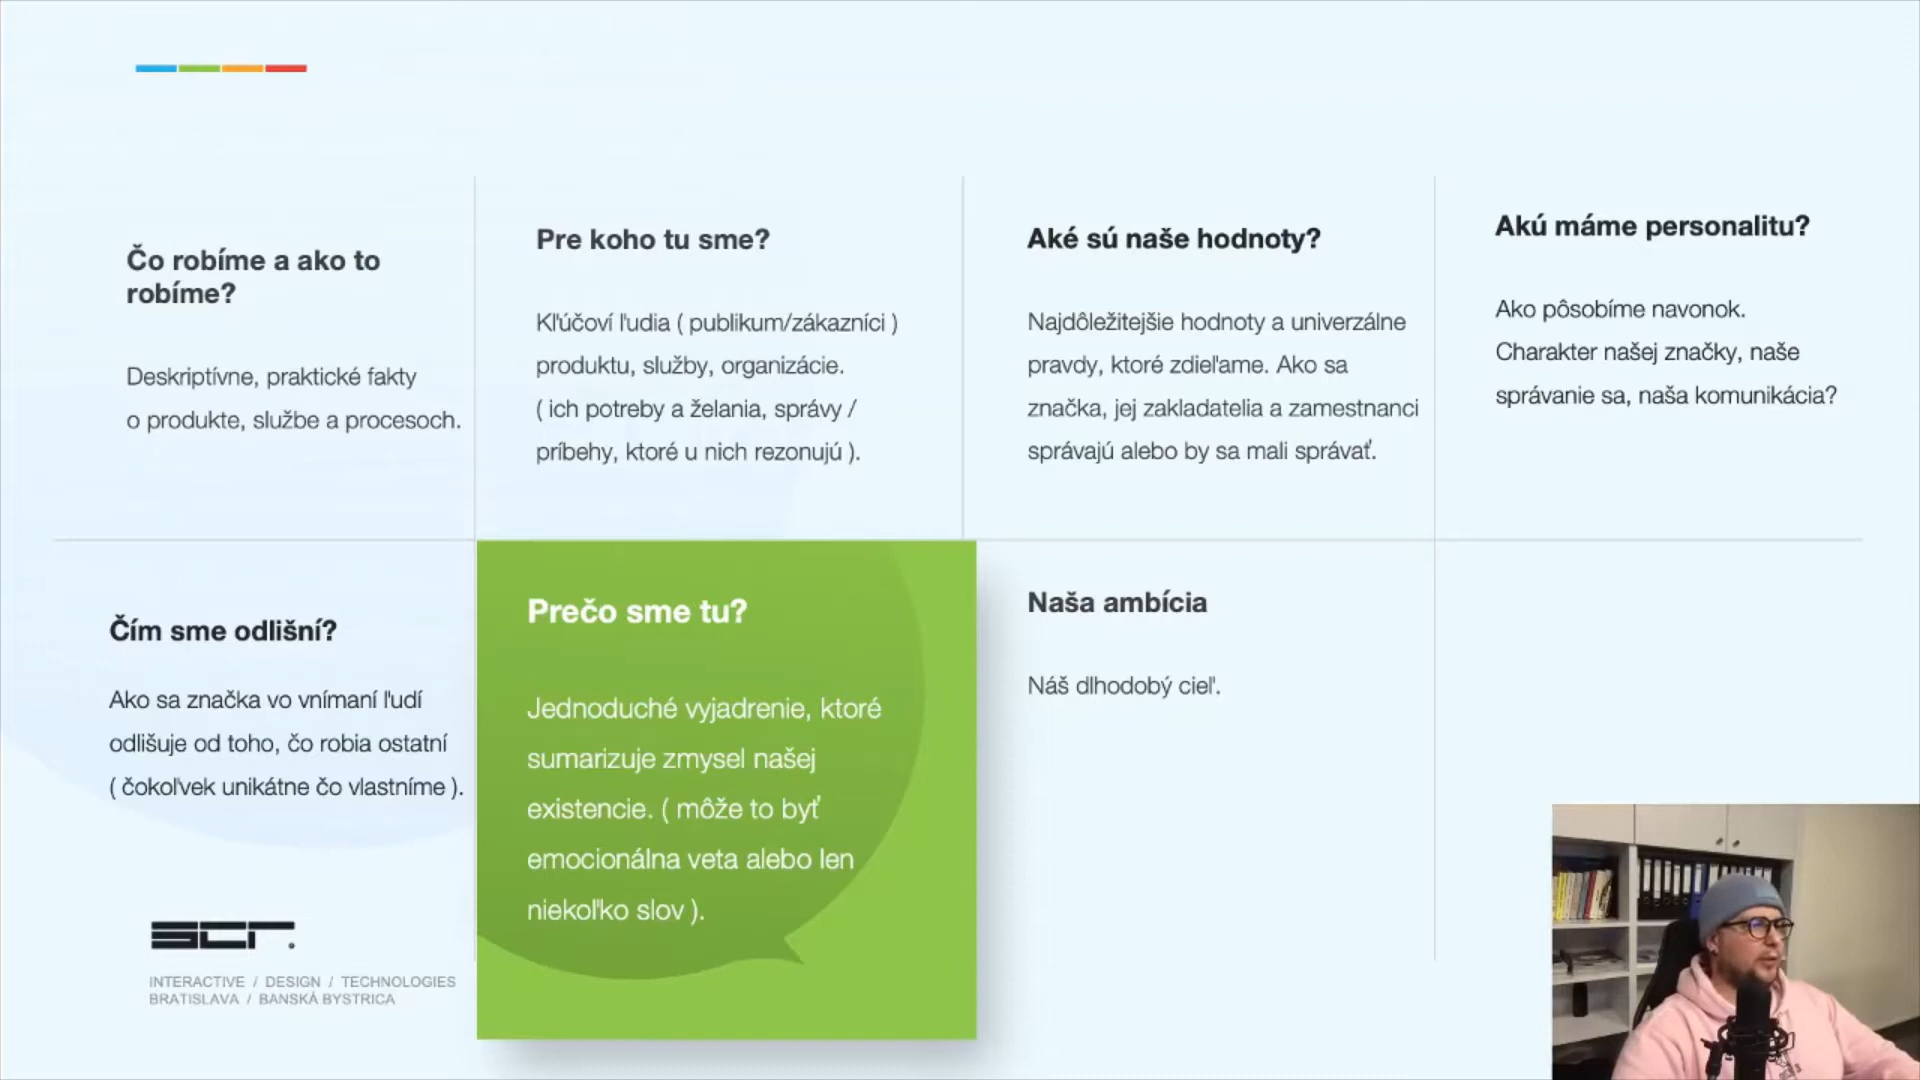 Čo robíme a ako to
robíme?
Deskriptívne, praktické fakty
o produkte, službe a procesoch.
Pre koho tu sme?
Kľúčoví ľudia ( publikum/zákazníci )
produktu, služby, organizácie.
( ich potreby a želania, správy /
príbehy, ktoré u nich rezonujú ).
Aké sú naše hodnoty?
Najdôležitejšie hodnoty a univerzálne
pravdy, ktoré zdieľame. Ako sa
značka, jej zakladatelia a zamestnanci
správajú alebo by sa mali správať.
Akú máme personalitu?
Ako pôsobíme navonok.
Charakter našej značky, naše
správanie sa, naša komunikácia?
Čím sme odlišní?
Ako sa značka vo vnímaní ľudí
odlišuje od toho, čo robia ostatní
( čokoľvek unikátne čo vlastníme ).
Prečo sme tu?
Jednoduché vyjadrenie, ktoré
sumarizuje zmysel našej
existencie. ( môže to byť
emocionálna veta alebo len
niekoľko slov ).
Naša ambícia
Náš dlhodobý cieľ.
scr.
INTERACTIVE / DESIGN / TECHNOLOGIES
BRATISLAVA / BANSKÁ BYSTRICA